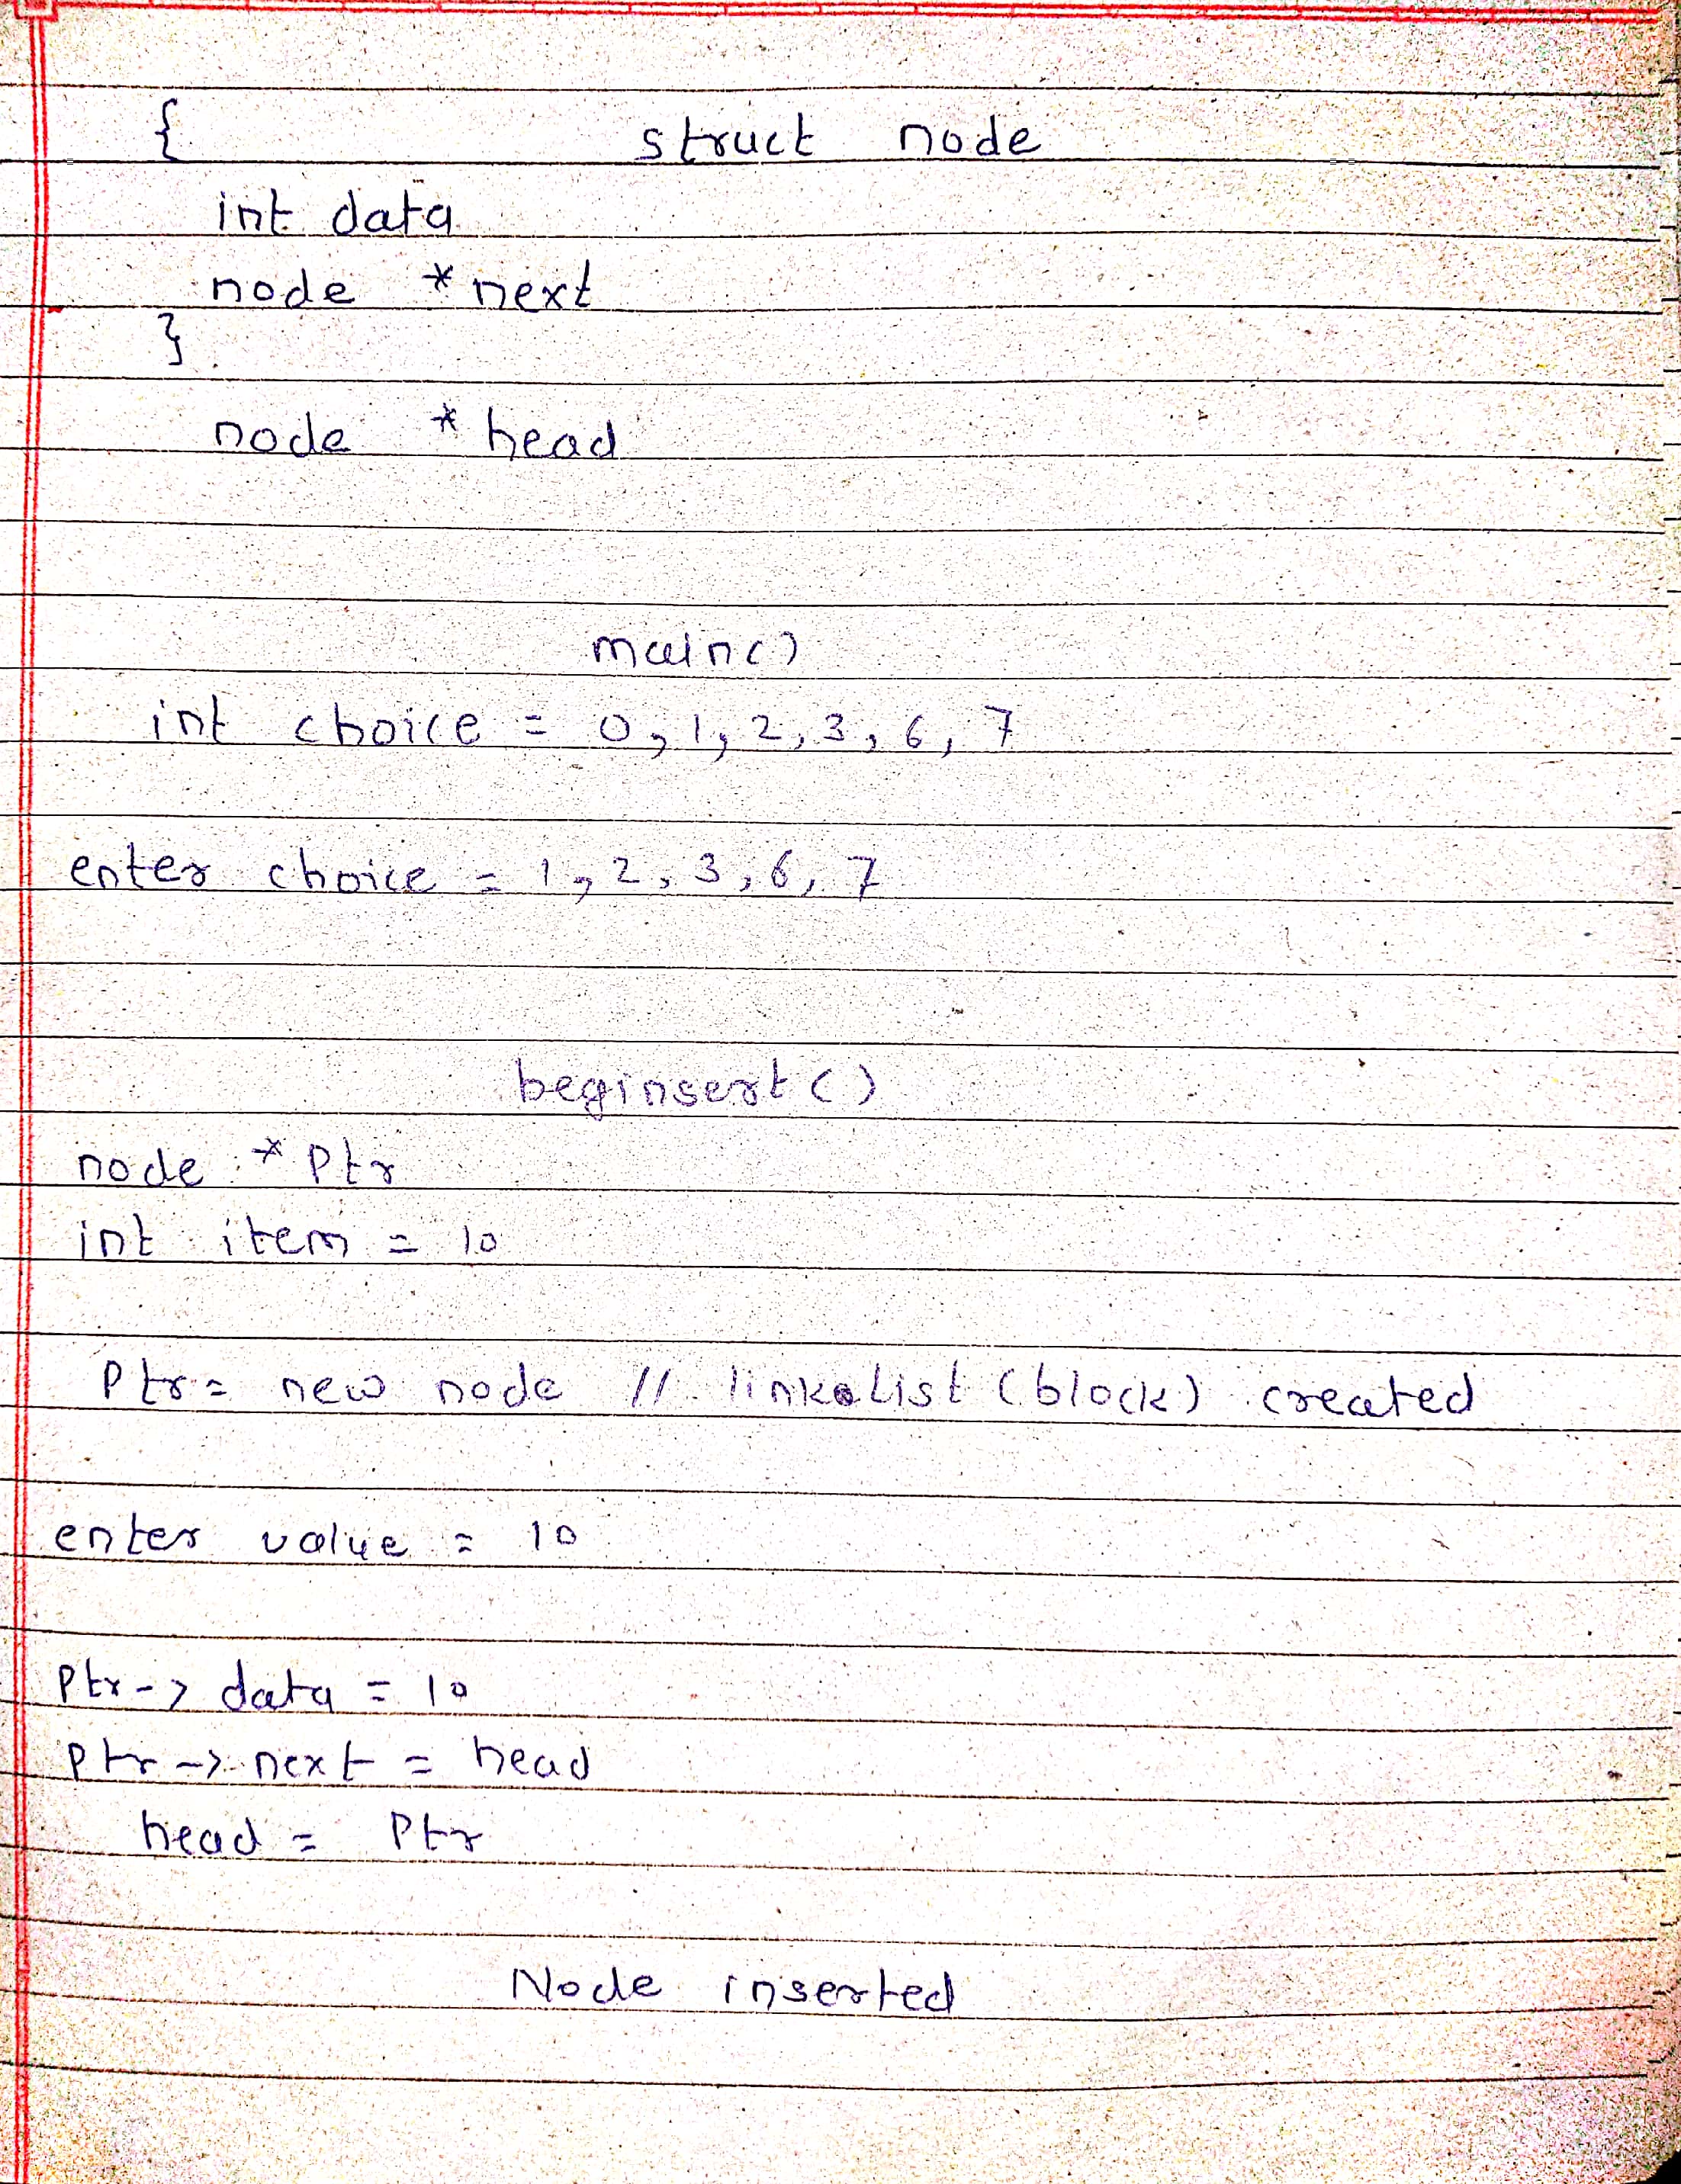 { struct node
int data
node *next
}
node *head
main()
int choice = 0, 1, 2, 3, 6, 7
enter choice = 1, 2, 3, 6, 7
beginsert()
node *ptr
int item = 10
ptr = new node // linkalist (block) created
enter value = 10
ptr -> data = 10
ptr -> next = head
head = ptr
Node inserted